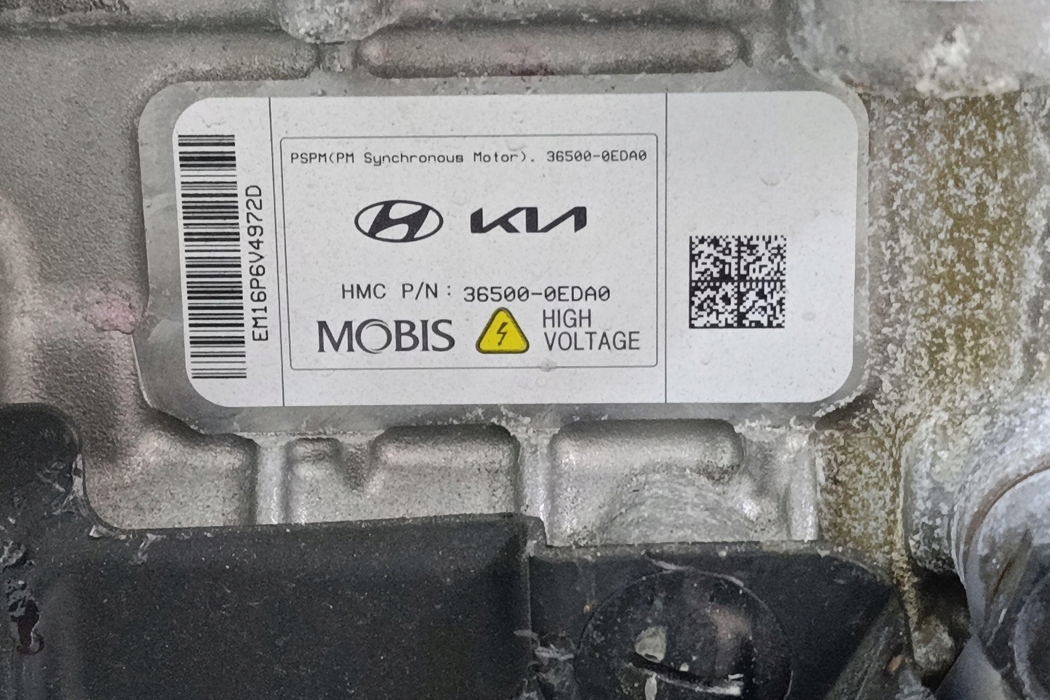 EM16P6V4972D
PSPM(PM Synchronous Motor). 36500-0EDA0
KIA
HMC P/N : 36500-0EDA0
MOBIS
HIGH
VOLTAGE